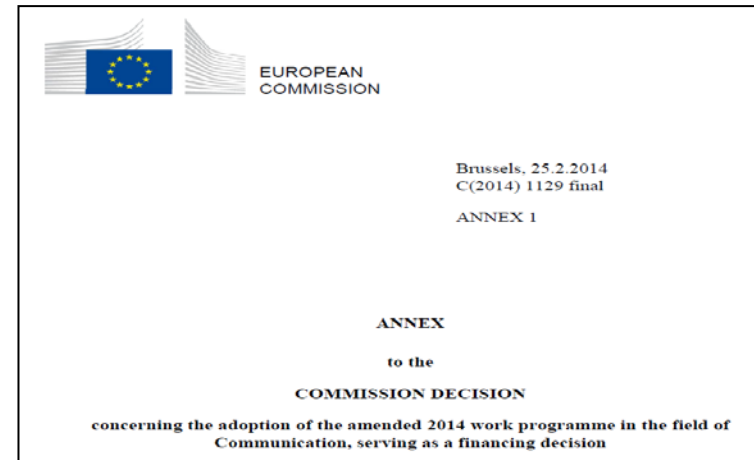 EUROPEAN
COMMISSION
Brussels, 25.2.2014
C(2014) 1129 final
ANNEX 1
ANNEX
to the
COMMISSION DECISION
concerning the adoption of the amended 2014 work programme in the field of
Communication, serving as a financing decision